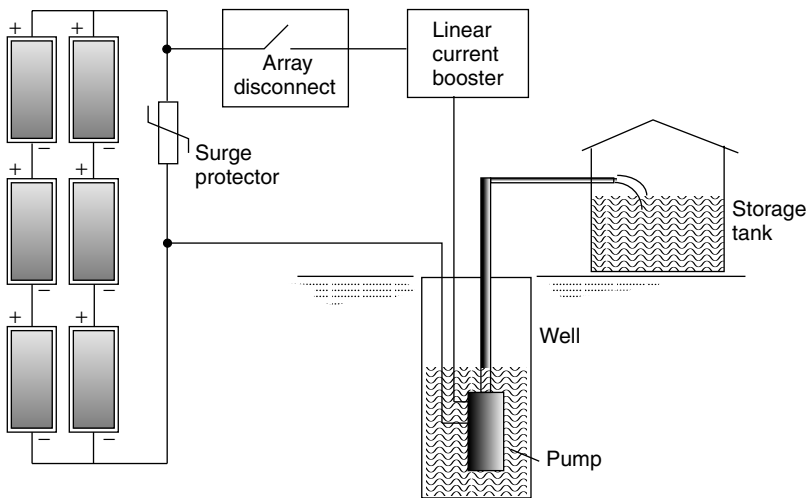 +
+
Array
disconnect
Linear
current
booster
−
−
+
+
Surge
protector
Storage
tank
−
−
+
+
Well
−
−
Pump